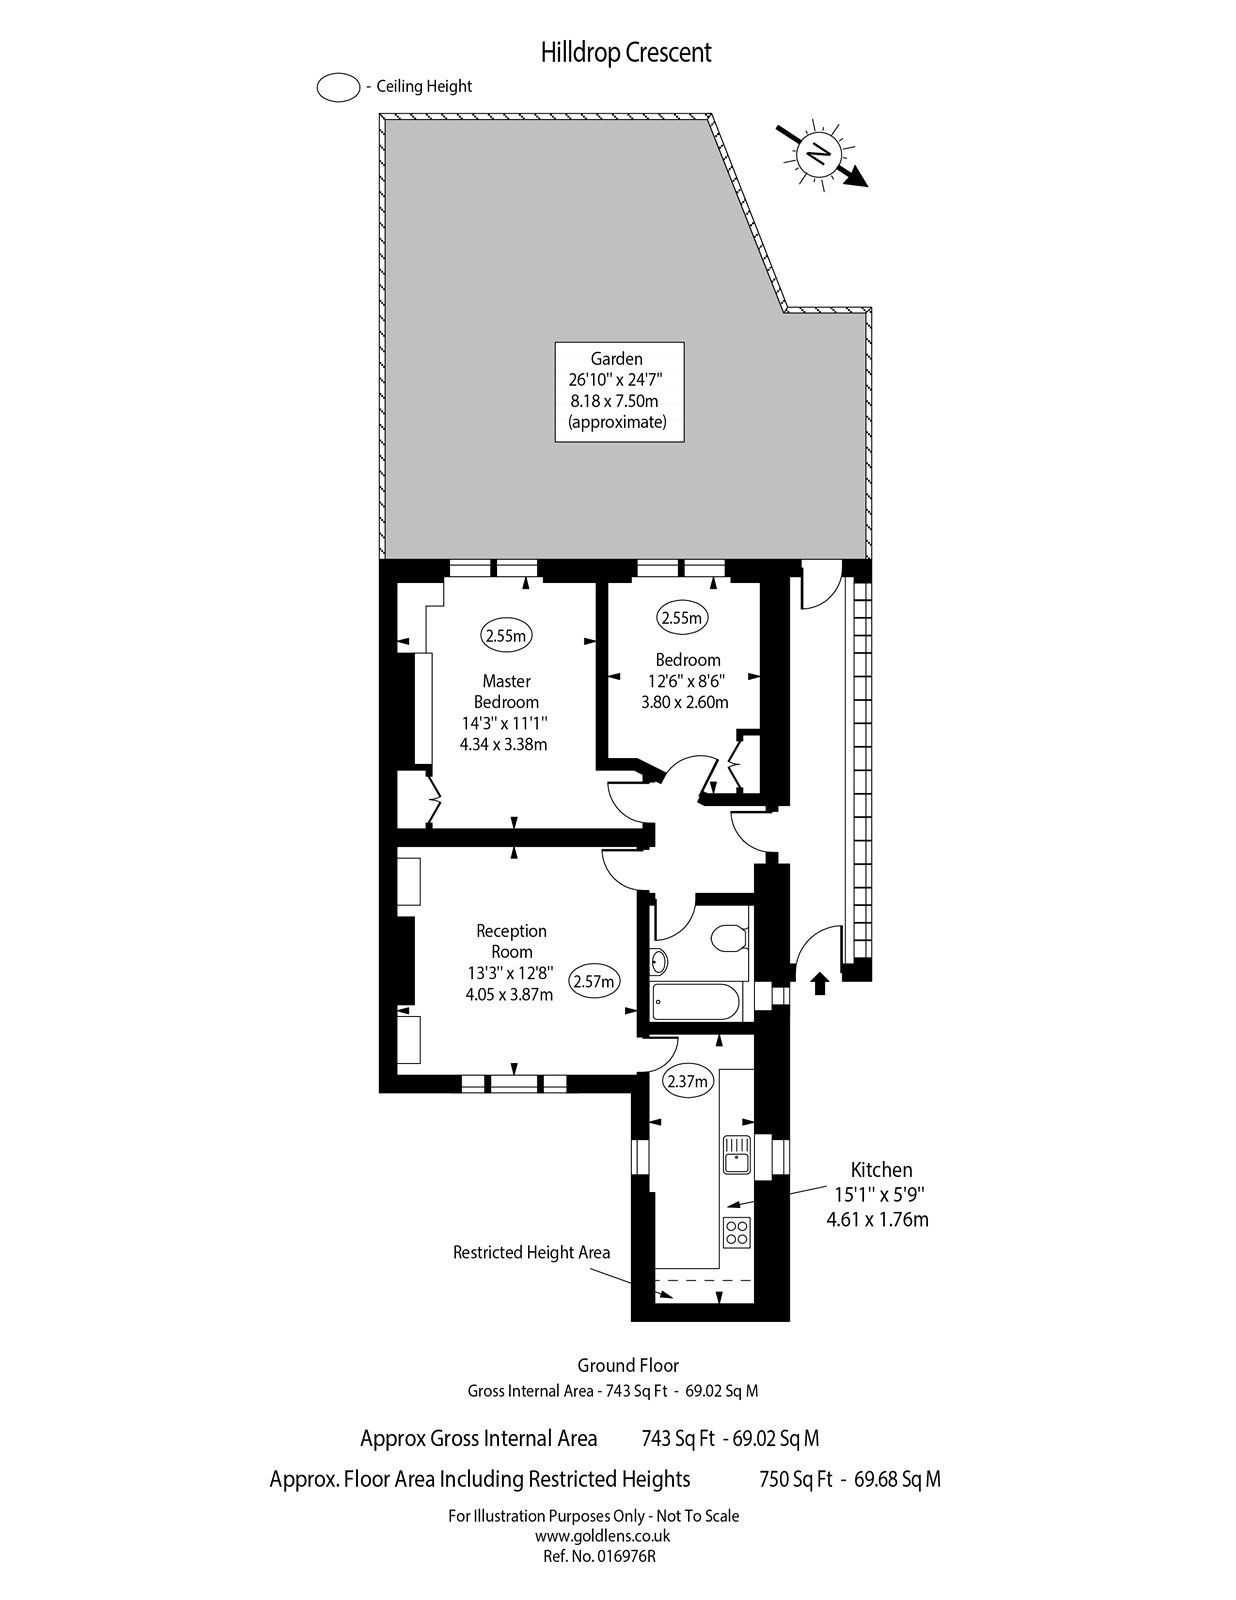 Hilldrop Crescent
- Ceiling Height
N
Garden
26'10" x 24'7"
8.18 x 7.50m
(approximate)
2.55m
Master
Bedroom
14'3" x 11'1"
4.34 x 3.38m
2.55m
Bedroom
12'6" x 8'6"
3.80 x 2.60m
Reception
Room
13'3" x 12'8"
4.05 x 3.87m
2.57m
2.37m
Kitchen
15'1" x 5'9"
4.61 x 1.76m
Restricted Height Area
Ground Floor
Gross Internal Area - 743 Sq Ft - 69.02 Sq M
Approx Gross Internal Area 743 Sq Ft - 69.02 Sq M
Approx. Floor Area Including Restricted Heights 750 Sq Ft - 69.68 Sq M
For Illustration Purposes Only - Not To Scale
www.goldlens.co.uk
Ref. No. 016976R